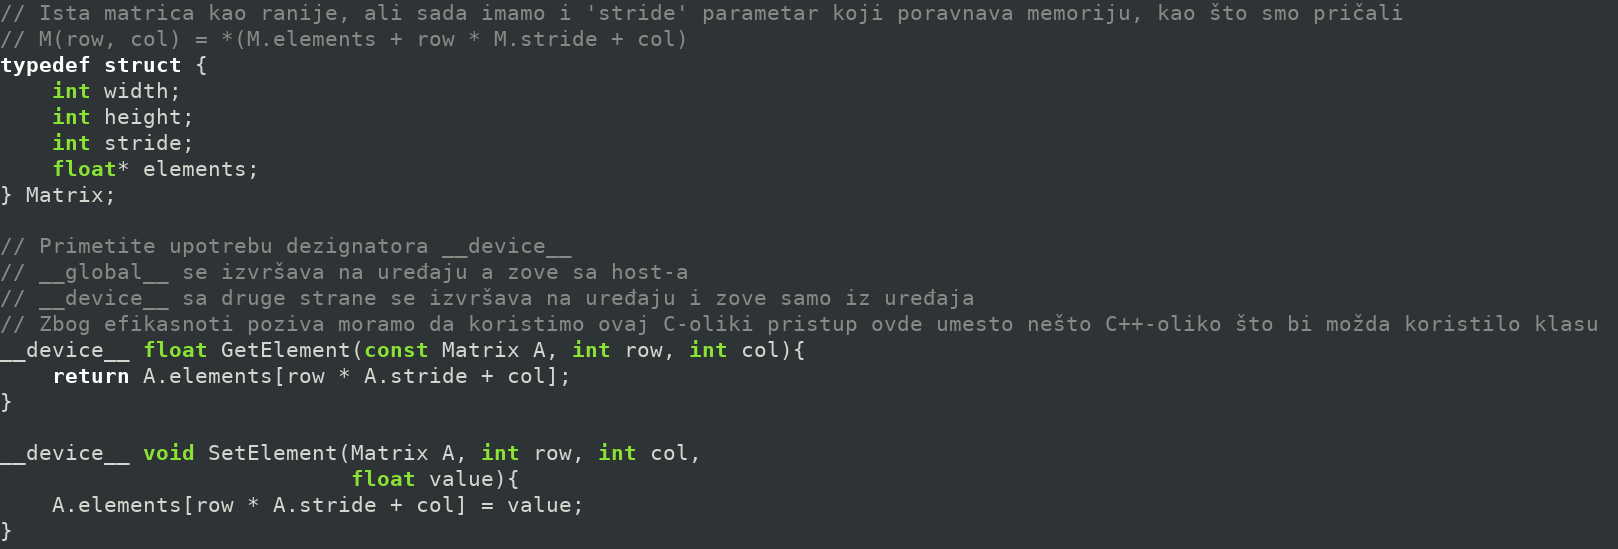 // Ista matrica kao ranije, ali sada imamo i 'stride' parametar koji poravnava memoriju, kao što smo pričali
// M(row, col) = *(M.elements + row * M.stride + col)
typedef struct {
    int width;
    int height;
    int stride;
    float* elements;
} Matrix;

// Primetite upotrebu dezignatora __device__
// __global__ se izvršava na uređaju a zove sa host-a
// __device__ sa druge strane se izvršava na uređaju i zove samo iz uređaja
// Zbog efikasnoti poziva moramo da koristimo ovaj C-oliki pristup ovde umesto nešto C++-oliko što bi možda koristilo klasu
__device__ float GetElement(const Matrix A, int row, int col){
    return A.elements[row * A.stride + col];
}

__device__ void SetElement(Matrix A, int row, int col,
                           float value){
    A.elements[row * A.stride + col] = value;
}